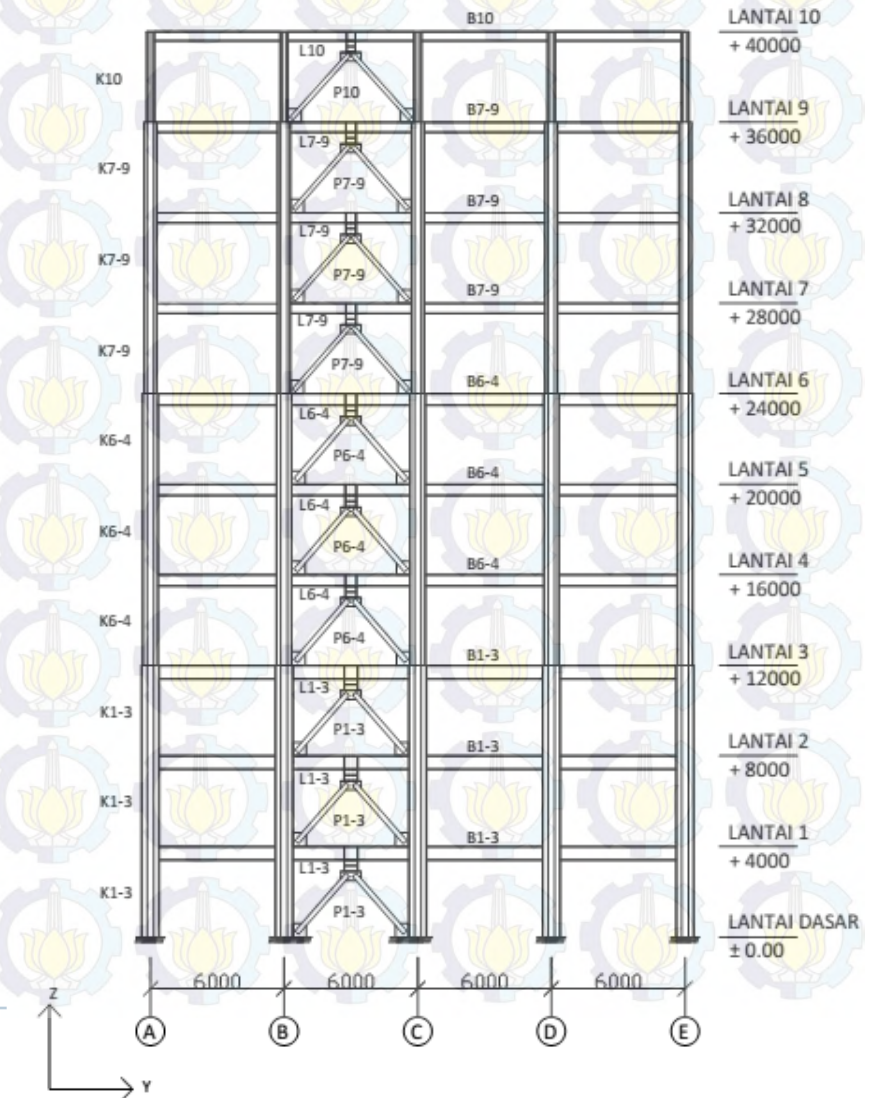 B10
LANTAI 10
+ 40000
L10
K10
P10
B7-9
LANTAI 9
+ 36000
L7-9
K7-9
P7-9
B7-9
LANTAI 8
+ 32000
L7-9
K7-9
P7-9
B7-9
LANTAI 7
+ 28000
L7-9
K7-9
P7-9
B6-4
LANTAI 6
+ 24000
L6-4
K6-4
P6-4
B6-4
LANTAI 5
+ 20000
L6-4
K6-4
P6-4
B6-4
LANTAI 4
+ 16000
L6-4
K6-4
P6-4
B1-3
LANTAI 3
+ 12000
L1-3
K1-3
P1-3
B1-3
LANTAI 2
+ 8000
L1-3
K1-3
P1-3
B1-3
LANTAI 1
+ 4000
L1-3
K1-3
P1-3
LANTAI DASAR
± 0.00
6000 6000 6000 6000
Z
A B C D E
Y